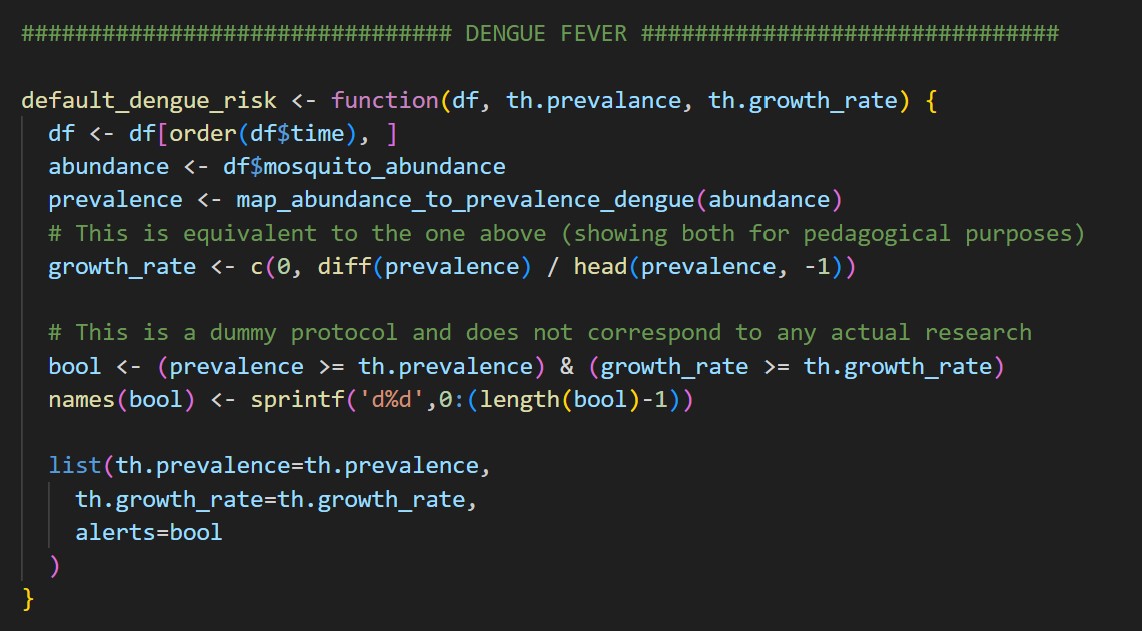 ################################ DENGUE FEVER ###############################
default_dengue_risk <- function(df, th.prevalance, th.growth_rate) {
  df <- df[order(df$time), ]
  abundance <- df$mosquito_abundance
  prevalence <- map_abundance_to_prevalence_dengue(abundance)
  # This is equivalent to the one above (showing both for pedagogical purposes)
  growth_rate <- c(0, diff(prevalence) / head(prevalence, -1))
  # This is a dummy protocol and does not correspond to any actual research
  bool <- (prevalence >= th.prevalence) & (growth_rate >= th.growth_rate)
  names(bool) <- sprintf('d%d',0:(length(bool)-1))
  list(th.prevalence=th.prevalence,
    th.growth_rate=th.growth_rate,
    alerts=bool
  )
}